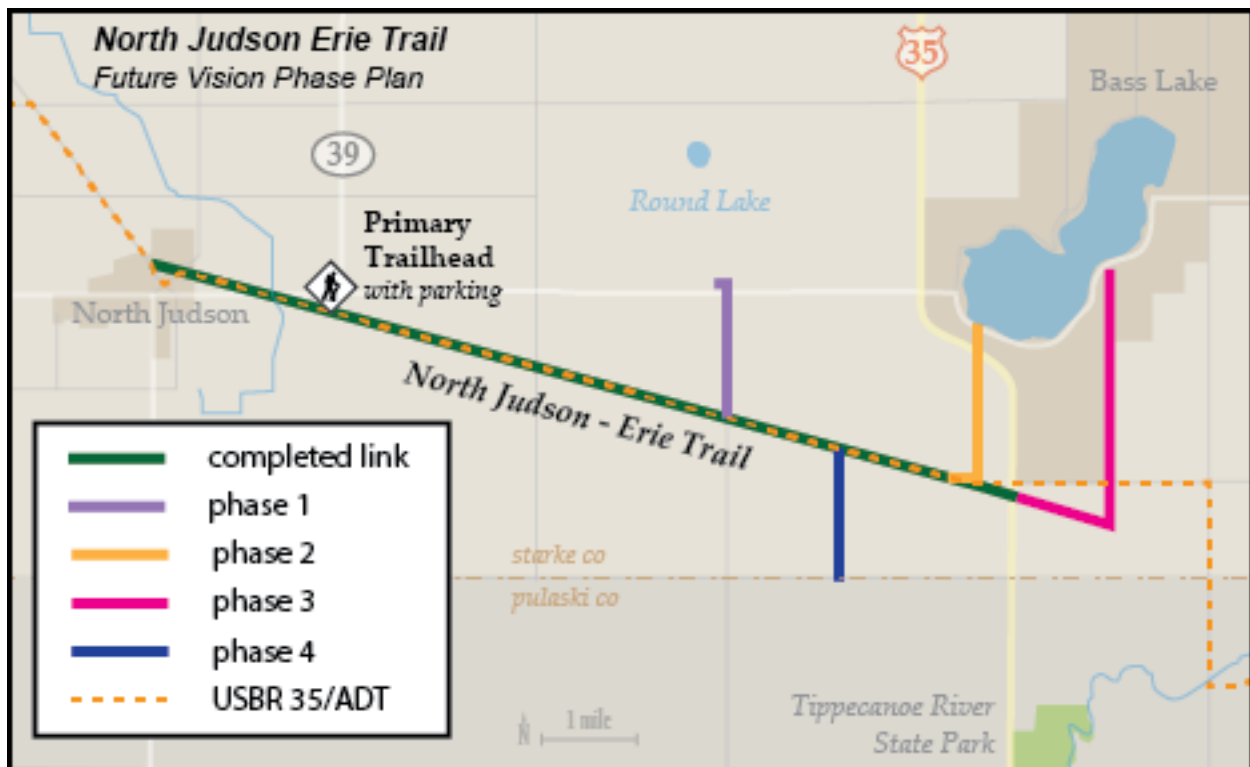 North Judson Erie Trail
Future Vision Phase Plan
35
Bass Lake
39
Round Lake
Primary
Trailhead
with parking
North Judson
North Judson - Erie Trail
completed link
phase 1
phase 2
phase 3
phase 4
USBR 35/ADT
starke co
pulaski co
N
1 mile
Tippecanoe River
State Park